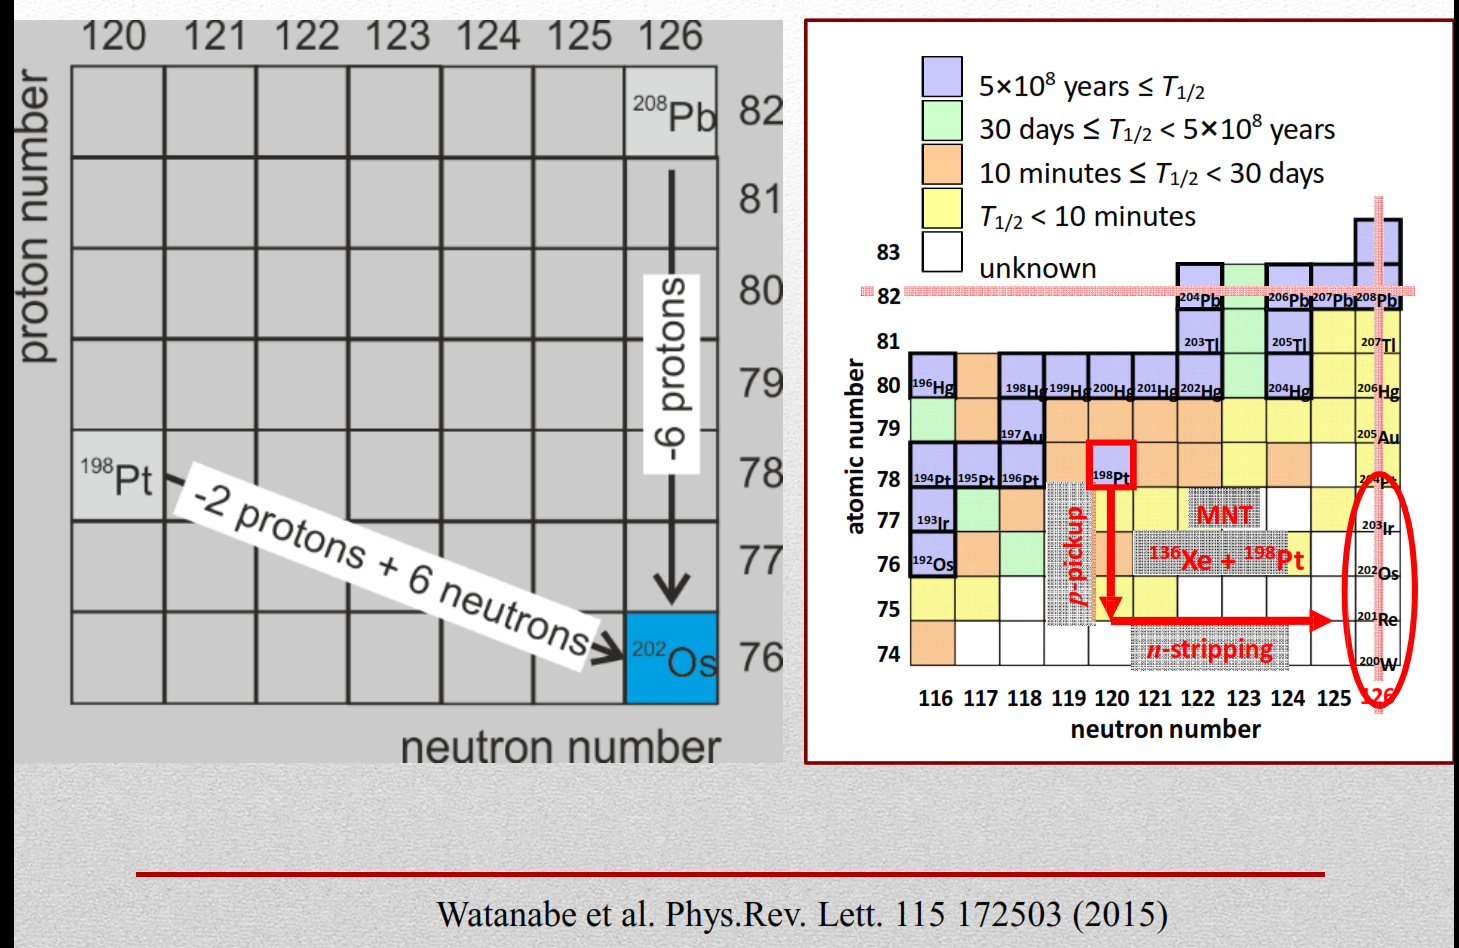 120 121 122 123 124 125 126
proton number
²⁰⁸Pb 82
81
80
79
-6 protons
¹⁹⁸Pt 78
-2 protons + 6 neutrons
77
²⁰²Os 76
neutron number
5×10⁸ years ≤ T₁/₂
30 days ≤ T₁/₂ < 5×10⁸ years
10 minutes ≤ T₁/₂ < 30 days
T₁/₂ < 10 minutes
unknown
atomic number
83
82 ²⁰⁴Pb ²⁰⁶Pb ²⁰⁷Pb ²⁰⁸Pb
81 ²⁰³Tl ²⁰⁵Tl ²⁰⁷Tl
80 ¹⁹⁶Hg ¹⁹⁸Hg ¹⁹⁹Hg ²⁰⁰Hg ²⁰¹Hg ²⁰²Hg ²⁰⁴Hg ²⁰⁶Hg
79 ¹⁹⁷Au ²⁰⁵Au
78 ¹⁹⁴Pt ¹⁹⁵Pt ¹⁹⁶Pt ¹⁹⁸Pt ²⁰⁴Pt
77 ¹⁹³Ir MNT ²⁰³Ir
76 ¹⁹²Os ¹³⁶Xe + ¹⁹⁸Pt ²⁰²Os
p-pickup
75 ²⁰¹Re
74 n-stripping ²⁰⁰W
116 117 118 119 120 121 122 123 124 125 126
neutron number
Watanabe et al. Phys.Rev. Lett. 115 172503 (2015)